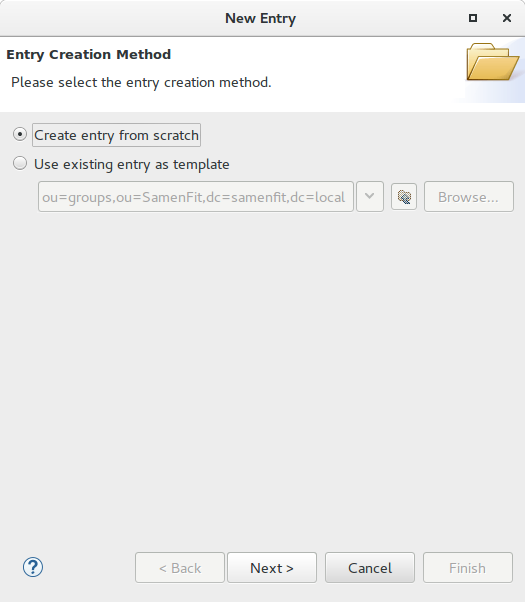 New Entry
Entry Creation Method
Please select the entry creation method.
Create entry from scratch
Use existing entry as template
ou=groups,ou=SamenFit,dc=samenfit,dc=local
Browse...
?
< Back
Next >
Cancel
Finish